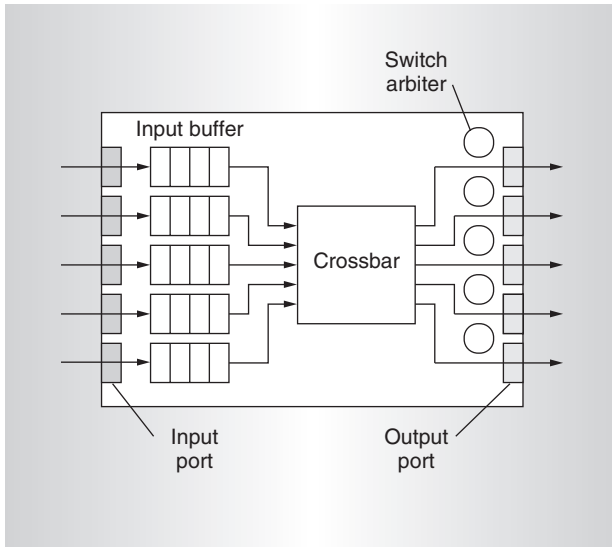 Switch
arbiter
Input buffer
Crossbar
Input
port
Output
port